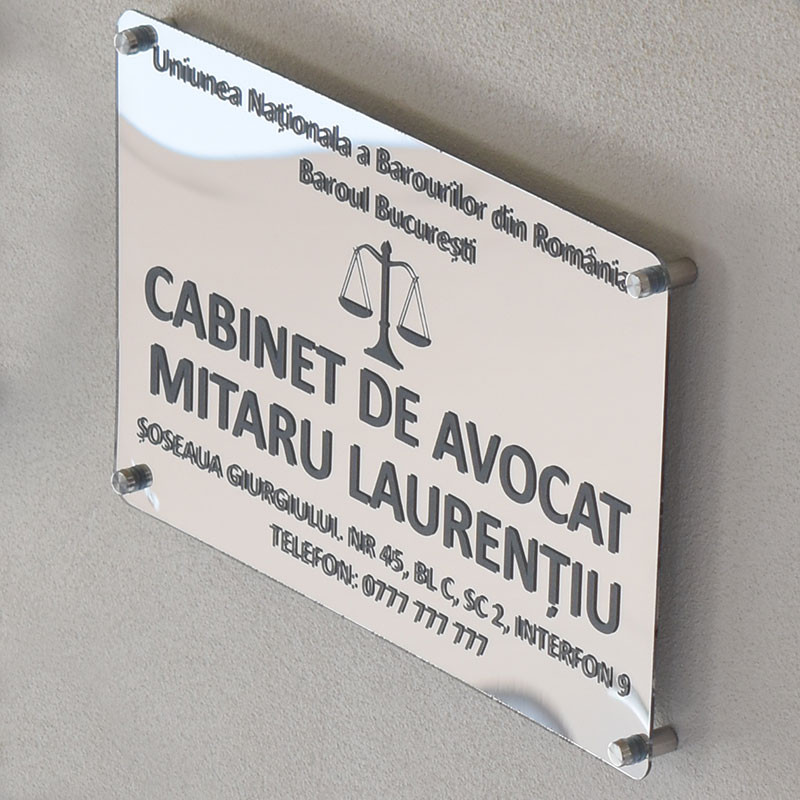 Uniunea Naționala a Barourilor din România
Baroul București
CABINET DE AVOCAT
MITARU LAURENȚIU
ȘOSEAUA GIURGIULUI. NR 45, BL C, SC 2, INTERFON 9
TELEFON: 0777 777 777